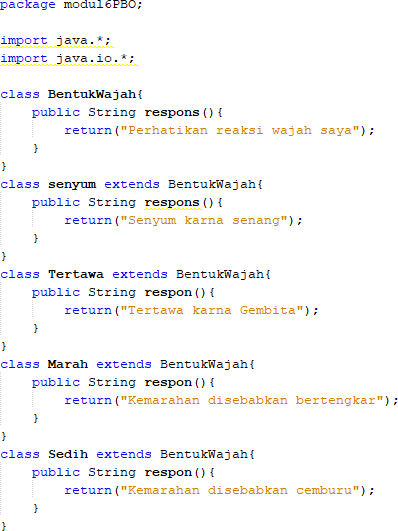 package modul6PBO;
import java.*;
import java.io.*;
class BentukWajah{
public String respons(){
return("Perhatikan reaksi wajah saya");
}
}
class senyum extends BentukWajah{
public String respons(){
return("Senyum karna senang");
}
}
class Tertawa extends BentukWajah{
public String respon(){
return("Tertawa karna Gembita");
}
}
class Marah extends BentukWajah{
public String respon(){
return("Kemarahan disebabkan bertengkar");
}
}
class Sedih extends BentukWajah{
public String respon(){
return("Kemarahan disebabkan cemburu");
}
}